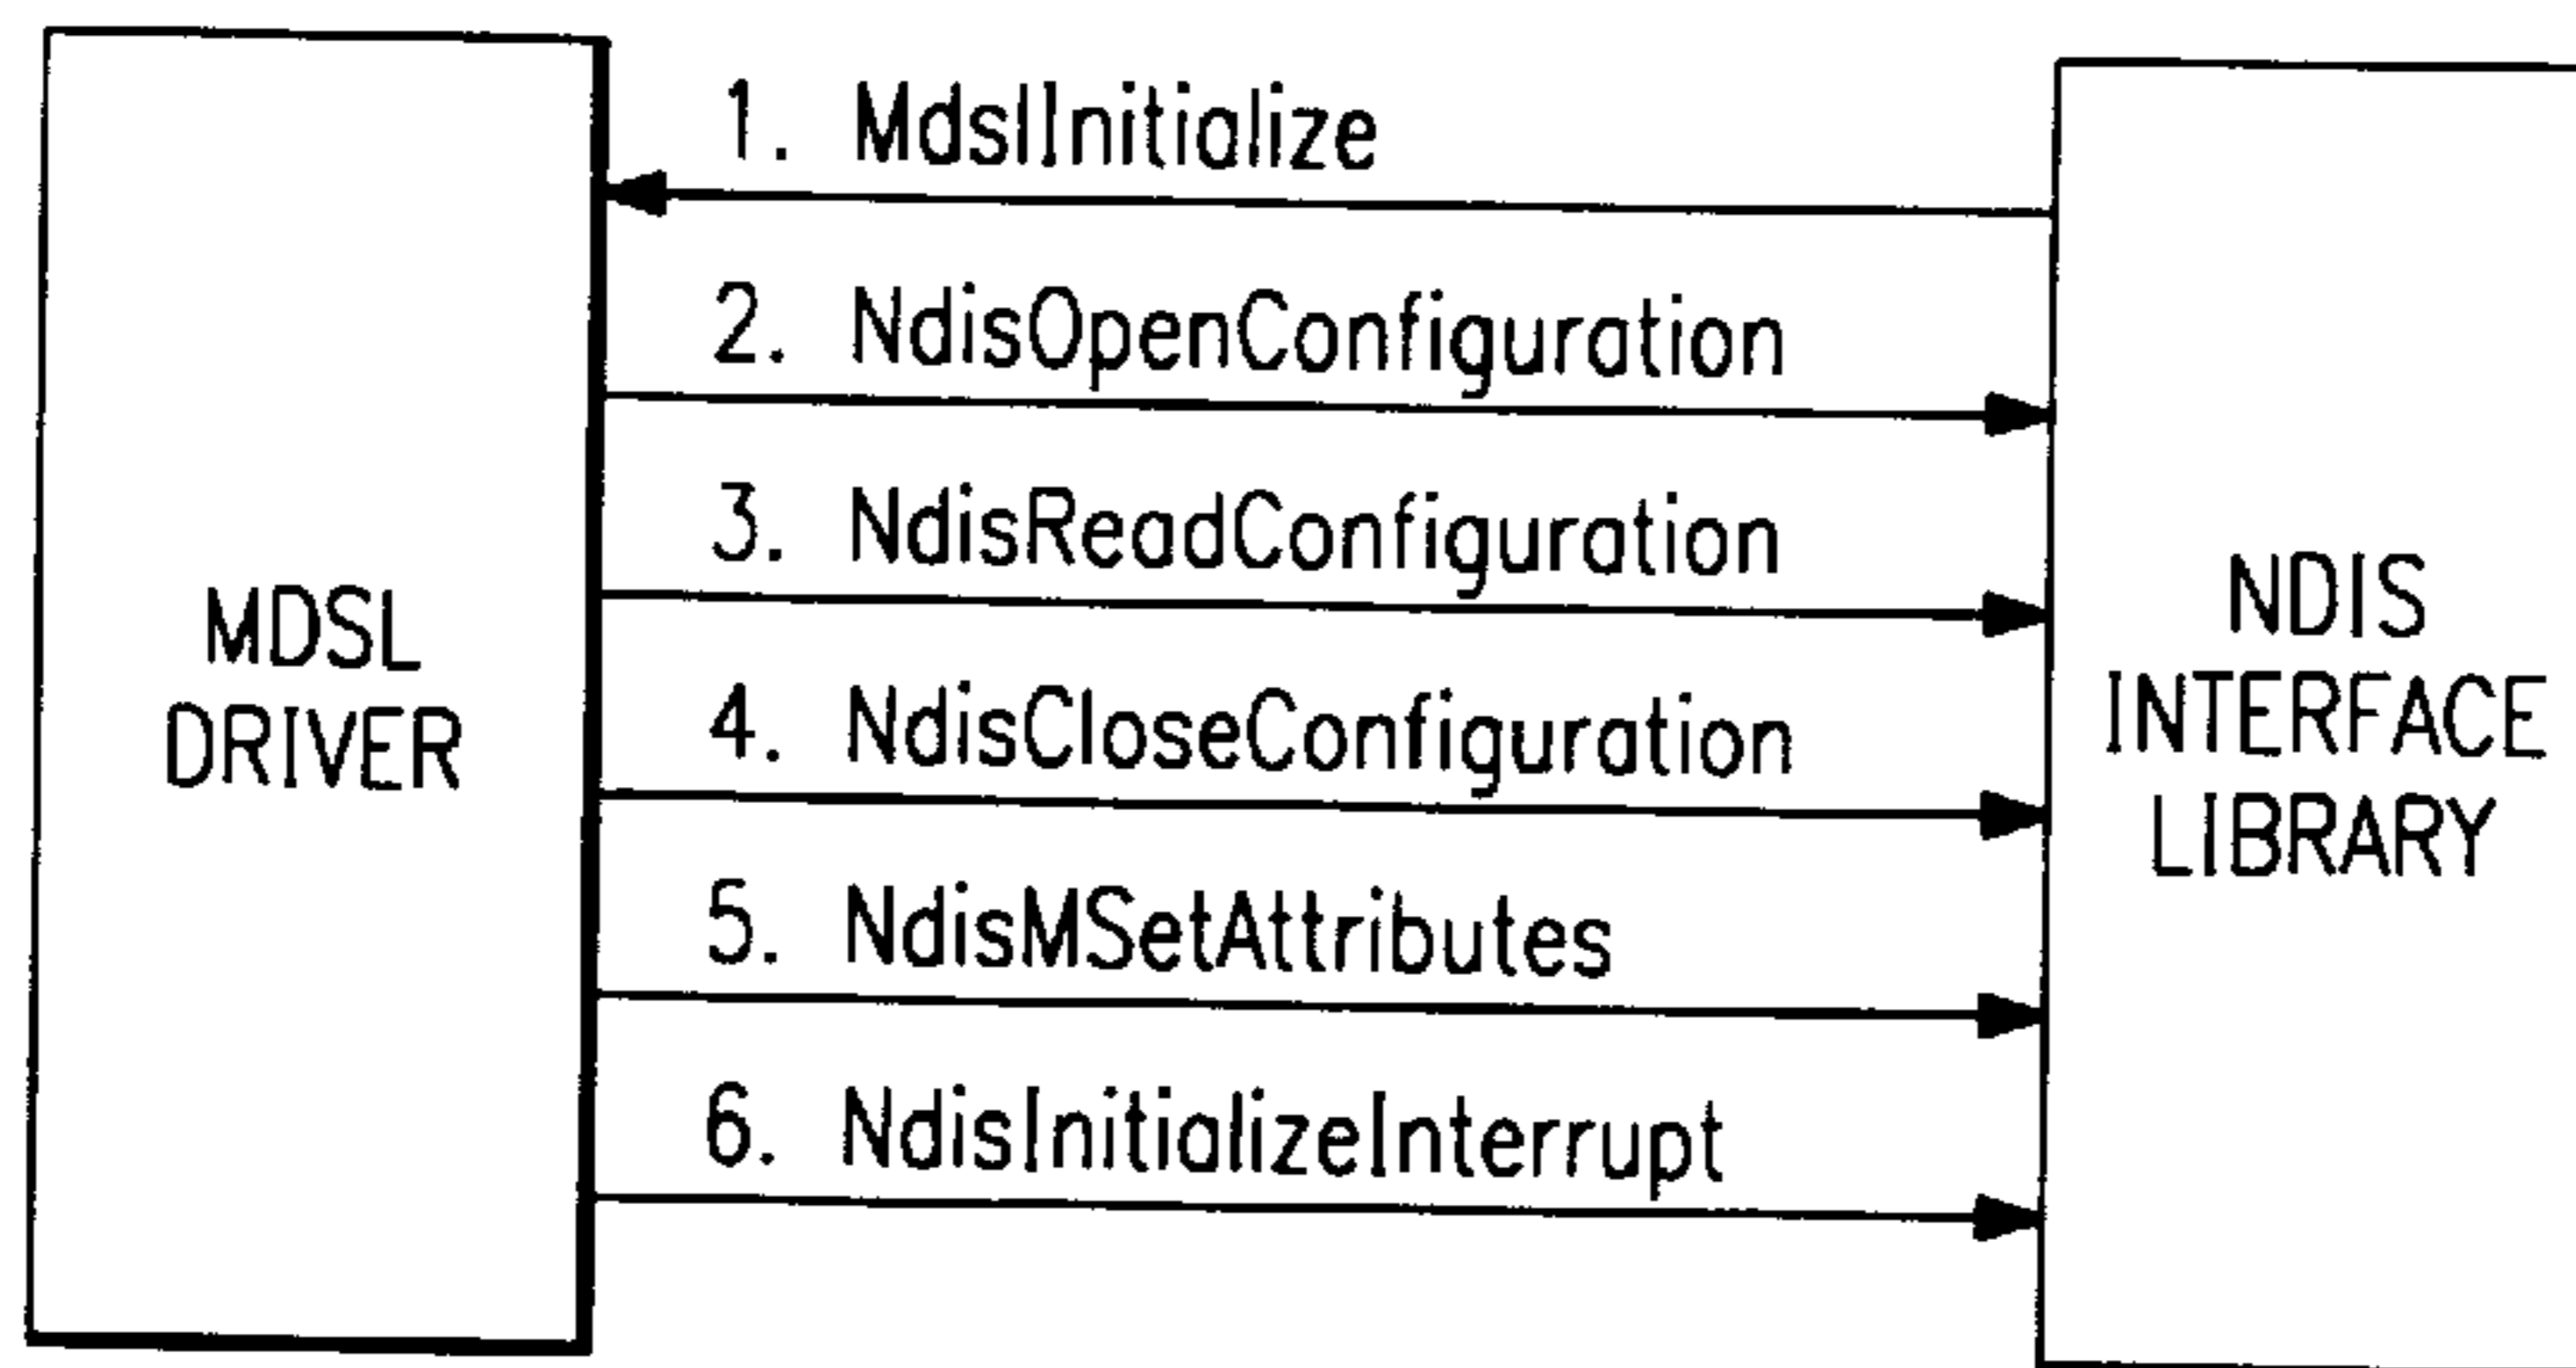 1. MdslInitialize
2. NdisOpenConfiguration
3. NdisReadConfiguration
4. NdisCloseConfiguration
5. NdisMSetAttributes
6. NdisInitializeInterrupt
MDSL
DRIVER
NDIS
INTERFACE
LIBRARY